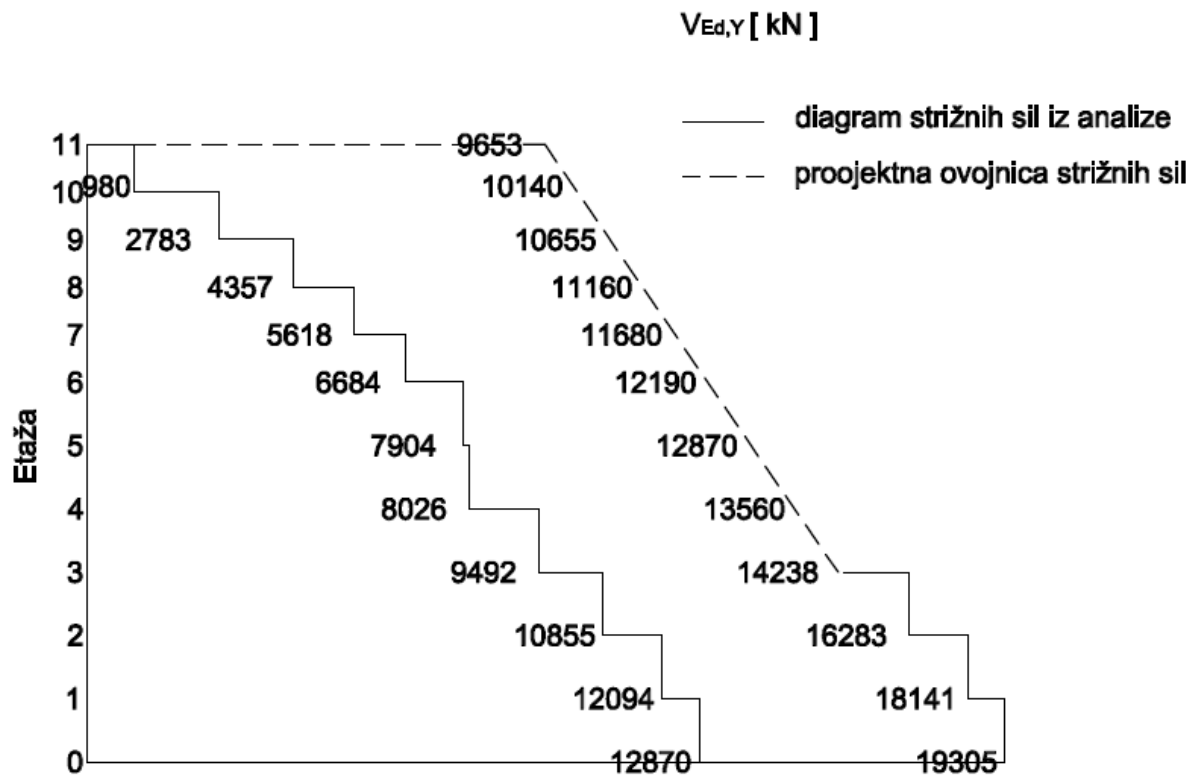 VEd,Y [ kN ]
diagram strižnih sil iz analize
proojektna ovojnica strižnih sil
Etaža
11 9653
10 980 10140
9 2783 10655
8 4357 11160
7 5618 11680
6 6684 12190
5 7904 12870
4 8026 13560
3 9492 14238
2 10855 16283
1 12094 18141
0 12870 19305